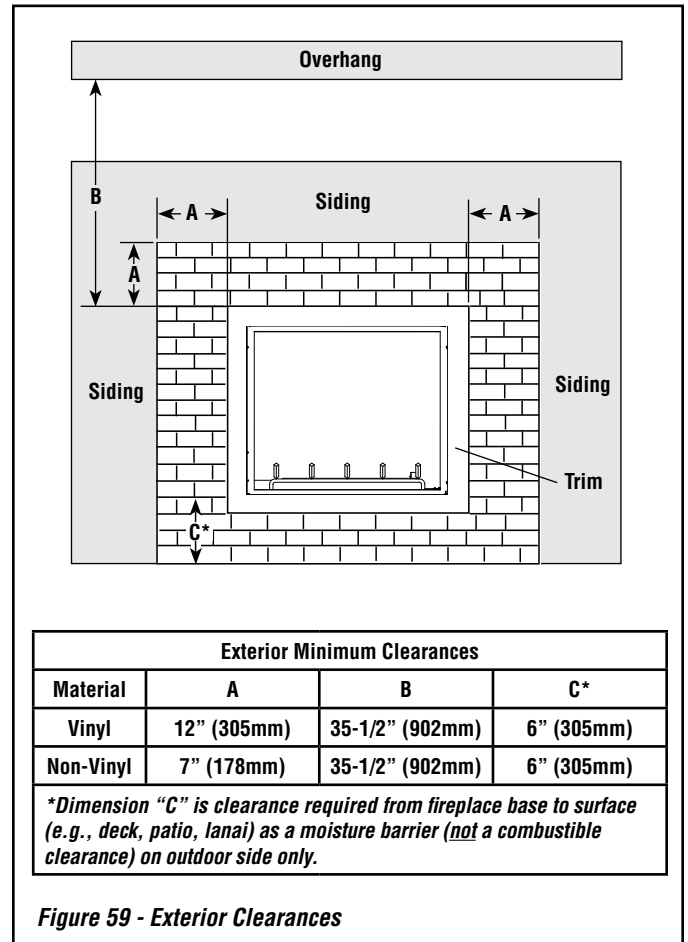 Overhang
B
A
Siding
A
A
Siding
Siding
Trim
C*
Exterior Minimum Clearances
Material A B C*
Vinyl 12” (305mm) 35-1/2” (902mm) 6” (305mm)
Non-Vinyl 7” (178mm) 35-1/2” (902mm) 6” (305mm)
*Dimension “C” is clearance required from fireplace base to surface
(e.g., deck, patio, lanai) as a moisture barrier (not a combustible
clearance) on outdoor side only.
Figure 59 - Exterior Clearances